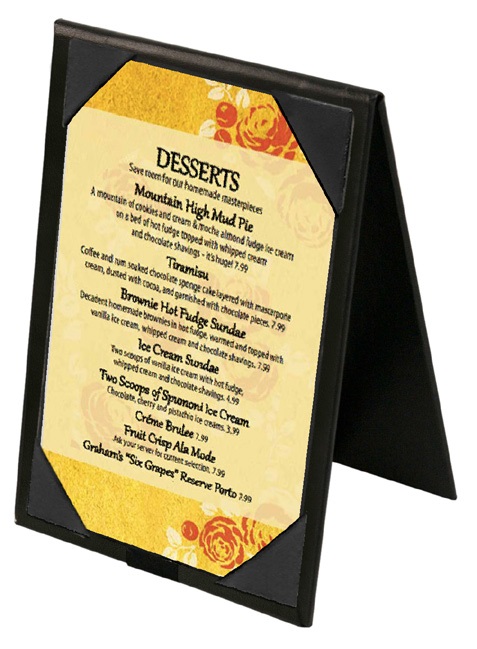 DESSERTS
Save room for our homemade masterpieces
Mountain High Mud Pie
A mountain of cookies and cream & mocha almond fudge ice cream
on a bed of hot fudge topped with whipped cream
and chocolate shavings - it's huge! 7.99
Tiramisu
Coffee and rum soaked chocolate sponge cake layered with mascarpone
cream, dusted with cocoa, and garnished with chocolate pieces. 7.99
Brownie Hot Fudge Sundae
Decadent homemade brownies in hot fudge, warmed and topped with
vanilla ice cream, whipped cream and chocolate shavings. 7.99
Ice Cream Sundae
Two scoops of vanilla ice cream with hot fudge,
whipped cream and chocolate shavings. 4.99
Two Scoops of Spumoni Ice Cream
Chocolate, cherry and pistachio ice creams. 3.99
Créme Brulee 7.99
Fruit Crisp Ala Mode
Ask your server for current selection. 7.99
Graham's "Six Grapes" Reserve Porto 7.99